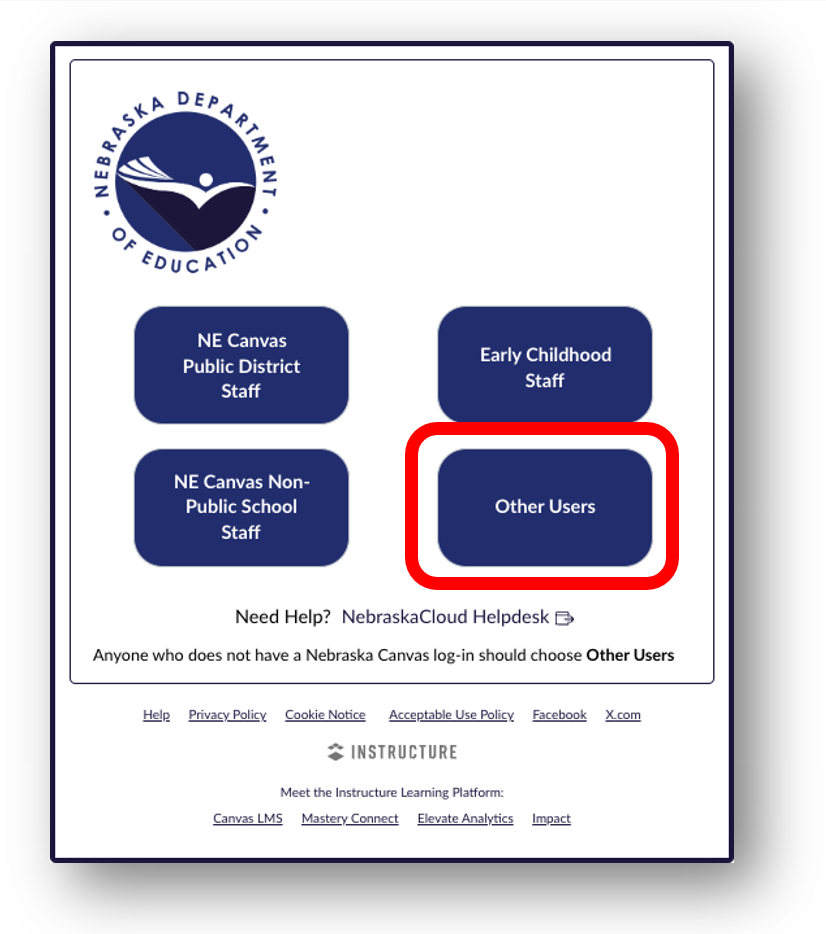 NEBRASKA DEPARTMENT
OF EDUCATION
NE Canvas
Public District
Staff
Early Childhood
Staff
NE Canvas Non-
Public School
Staff
Other Users
Need Help? NebraskaCloud Helpdesk
Anyone who does not have a Nebraska Canvas log-in should choose Other Users
Help Privacy Policy Cookie Notice Acceptable Use Policy Facebook X.com
INSTRUCTURE
Meet the Instructure Learning Platform:
Canvas LMS Mastery Connect Elevate Analytics Impact